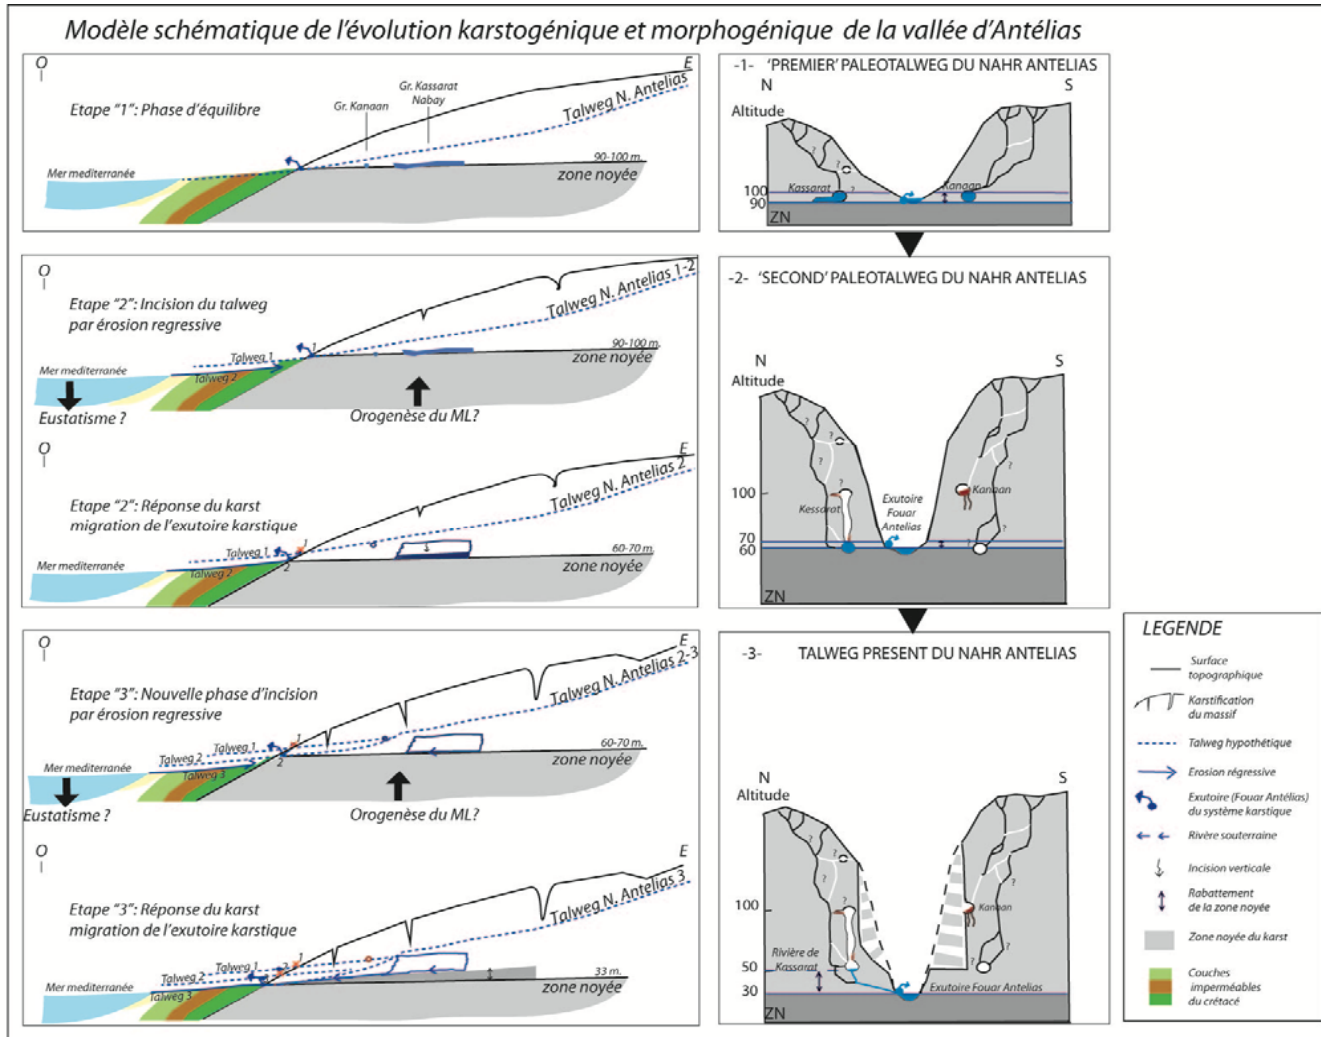 Modèle schématique de l'évolution karstogénique et morphogénique de la vallée d'Antélias
O
E
Etape "1": Phase d'équilibre
Gr. Kanaan
Gr. Kassarat
Nabay
Talweg N. Antelias
Mer mediterranée
90-100 m.
zone noyée
O
Etape "2": Incision du talweg
par érosion regressive
Talweg N. Antelias 1-2
1
Talweg 1
Talweg 2
Mer mediterranée
90-100 m.
zone noyée
Eustatisme ?
Orogenèse du ML?
O
E
Etape "2": Réponse du karst
migration de l'exutoire karstique
Talweg N. Antelias 2
1
Talweg 1
2
Talweg 2
Mer mediterranée
60-70 m.
zone noyée
O
E
Etape "3": Nouvelle phase d'incision
par érosion regressive
Talweg N. Antelias 2-3
1
Talweg 1
Talweg 2
2
Talweg 3
Mer mediterranée
60-70 m.
zone noyée
Eustatisme ?
Orogenèse du ML?
O
E
Etape "3": Réponse du karst
migration de l'exutoire karstique
Talweg N. Antelias 3
1
2
Talweg 1
Talweg 2
Talweg 3
Mer mediterranée
33 m.
zone noyée
-1- 'PREMIER' PALEOTALWEG DU NAHR ANTELIAS
N
S
Altitude
?
?
Kassarat
Kanaan
100
90
ZN
-2- 'SECOND' PALEOTALWEG DU NAHR ANTELIAS
N
S
Altitude
?
?
?
?
?
?
?
100
Kessarat
Exutoire
Fouar
Antelias
Kanaan
70
60
ZN
-3- TALWEG PRESENT DU NAHR ANTELIAS
N
S
Altitude
?
?
?
?
?
?
100
Kanaan
Rivière de
Kassarat
50
30
Exutoire Fouar Antelias
ZN
LEGENDE
Surface
topographique
Karstification
du massif
Talweg hypothétique
Erosion régressive
Exutoire (Fouar Antélias)
du système karstique
Rivère souterraine
Incision verticale
Rabattement
de la zone noyée
Zone noyée du karst
Couches
imperméables
du crétacé